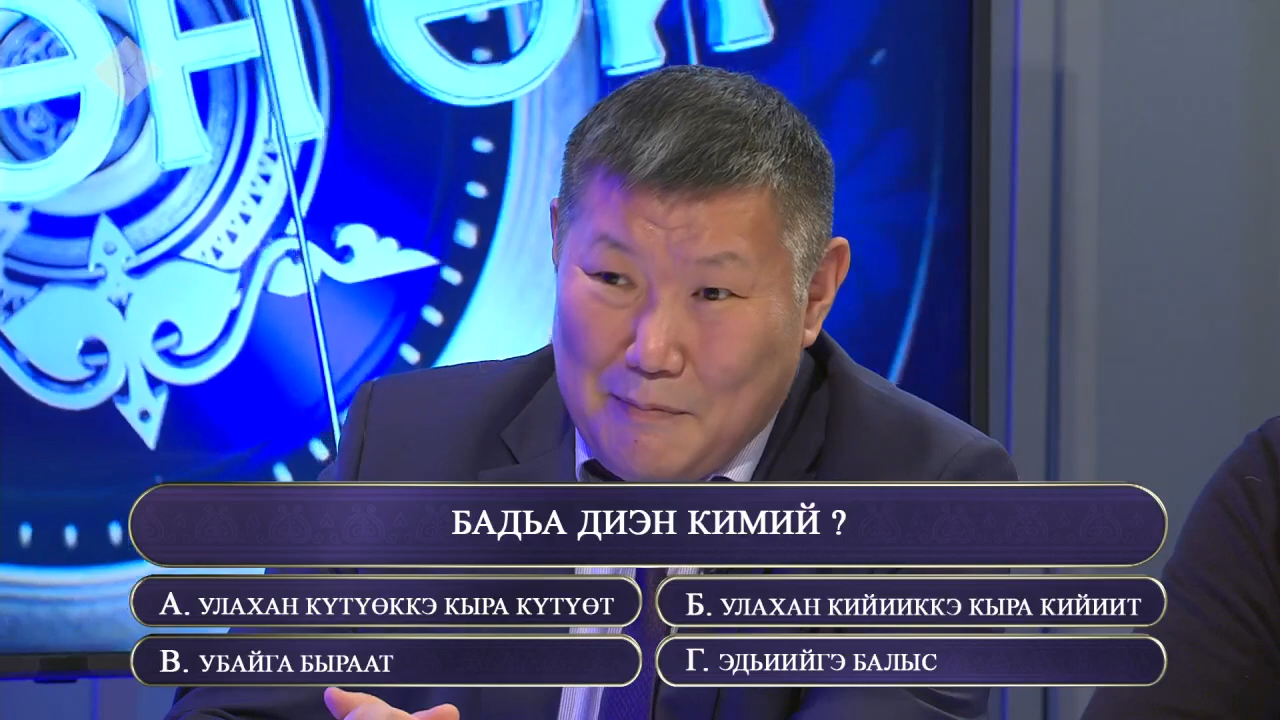 БАДЬА ДИЭН КИМИЙ ?
А. УЛАХАН КҮТҮӨККЭ КЫРА КҮТҮӨТ
Б. УЛАХАН КИЙИИККЭ КЫРА КИЙИИТ
В. УБАЙГА БЫРААТ
Г. ЭДЬИИЙГЭ БАЛЫС